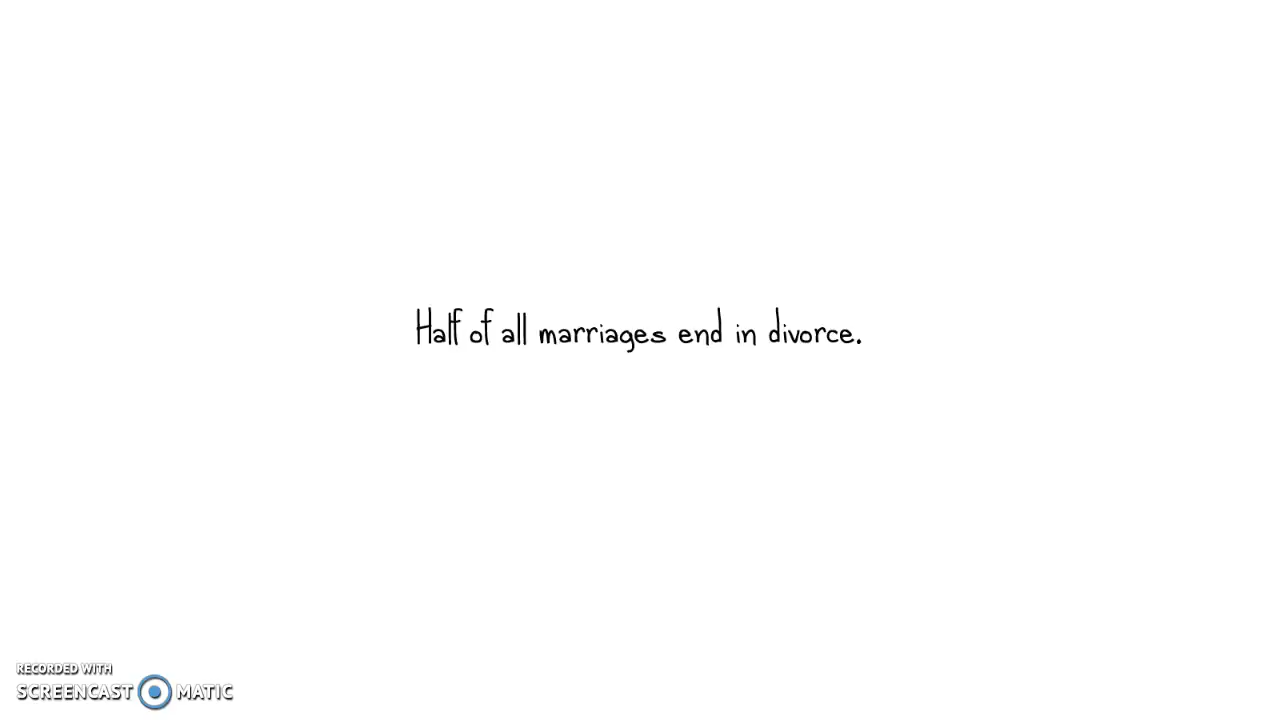 Half of all marriages end in divorce.
RECORDED WITH
SCREENCAST MATIC